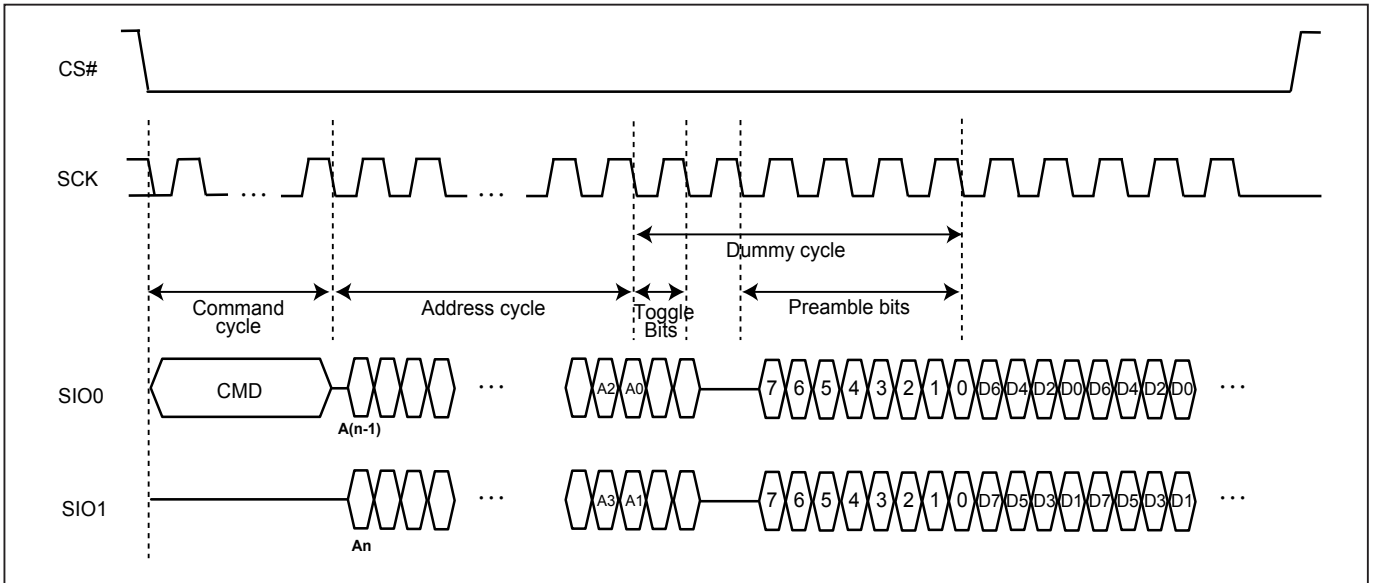 CS#
SCK
··· ···
Dummy cycle
Command
cycle
Address cycle
Toggle
Bits
Preamble bits
SIO0
CMD
A(n-1)
··· A2 A0 7 6 5 4 3 2 1 0 D6 D4 D2 D0 D6 D4 D2 D0 ···
SIO1
An
··· A3 A1 7 6 5 4 3 2 1 0 D7 D5 D3 D1 D7 D5 D3 D1 ···